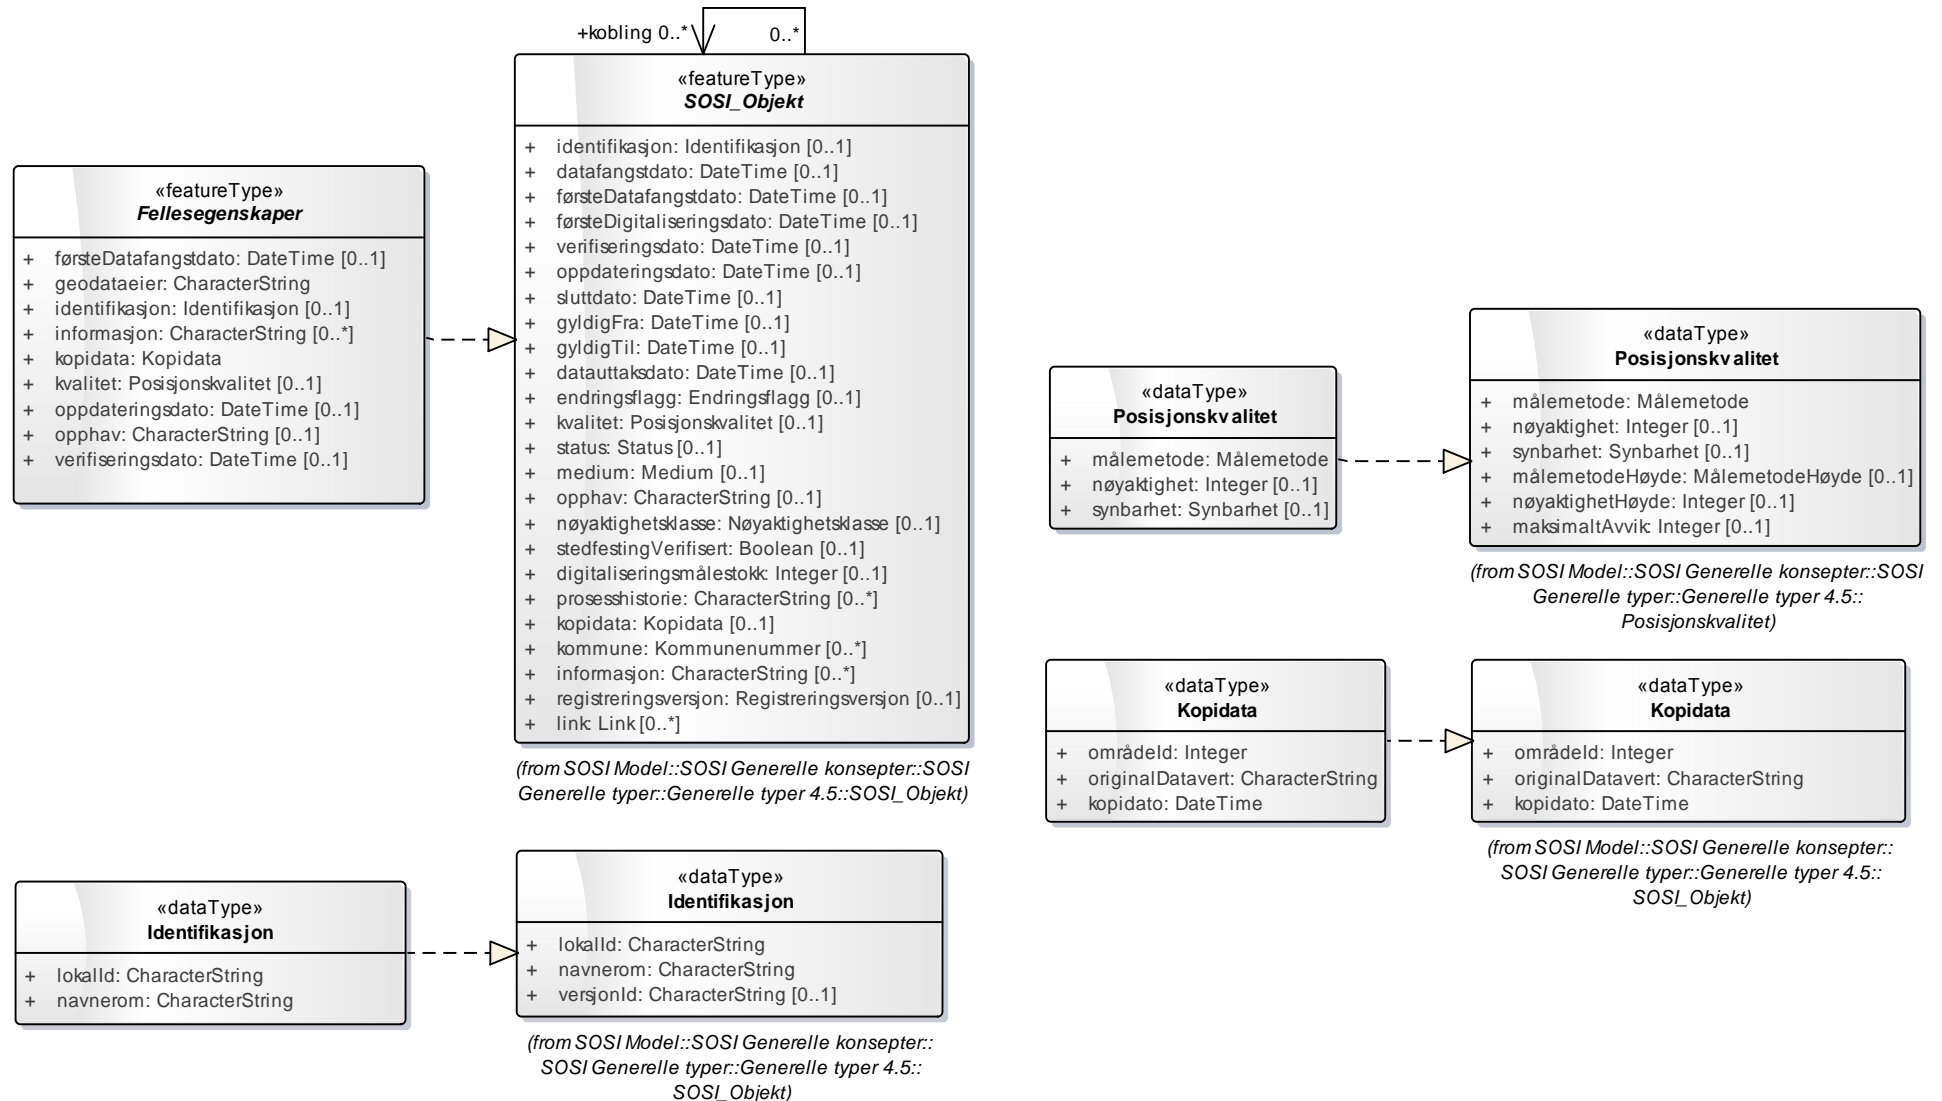 +kobling 0..*
0..*
«featureType»
SOSI_Objekt
+ identifikasjon: Identifikasjon [0..1]
+ datafangstdato: DateTime [0..1]
+ førsteDatafangstdato: DateTime [0..1]
+ førsteDigitaliseringsdato: DateTime [0..1]
+ verifiseringsdato: DateTime [0..1]
+ oppdateringsdato: DateTime [0..1]
+ sluttdato: DateTime [0..1]
+ gyldigFra: DateTime [0..1]
+ gyldigTil: DateTime [0..1]
+ datauttaksdato: DateTime [0..1]
+ endringsflagg: Endringsflagg [0..1]
+ kvalitet: Posisjonskvalitet [0..1]
+ status: Status [0..1]
+ medium: Medium [0..1]
+ opphav: CharacterString [0..1]
+ nøyaktighetsklasse: Nøyaktighetsklasse [0..1]
+ stedfestingVerifisert: Boolean [0..1]
+ digitaliseringsmålestokk: Integer [0..1]
+ prosesshistorie: CharacterString [0..*]
+ kopidata: Kopidata [0..1]
+ kommune: Kommunenummer [0..*]
+ informasjon: CharacterString [0..*]
+ registreringsversjon: Registreringsversjon [0..1]
+ link: Link [0..*]
(from SOSI Model::SOSI Generelle konsepter::SOSI
Generelle typer::Generelle typer 4.5::SOSI_Objekt)
«featureType»
Fellesegenskaper
+ førsteDatafangstdato: DateTime [0..1]
+ geodataeier: CharacterString
+ identifikasjon: Identifikasjon [0..1]
+ informasjon: CharacterString [0..*]
+ kopidata: Kopidata
+ kvalitet: Posisjonskvalitet [0..1]
+ oppdateringsdato: DateTime [0..1]
+ opphav: CharacterString [0..1]
+ verifiseringsdato: DateTime [0..1]
«dataType»
Posisjonskvalitet
+ målemetode: Målemetode
+ nøyaktighet: Integer [0..1]
+ synbarhet: Synbarhet [0..1]
«dataType»
Posisjonskvalitet
+ målemetode: Målemetode
+ nøyaktighet: Integer [0..1]
+ synbarhet: Synbarhet [0..1]
+ målemetodeHøyde: MålemetodeHøyde [0..1]
+ nøyaktighetHøyde: Integer [0..1]
+ maksimaltAvvik: Integer [0..1]
(from SOSI Model::SOSI Generelle konsepter::SOSI
Generelle typer::Generelle typer 4.5::
Posisjonskvalitet)
«dataType»
Kopidata
+ områdeId: Integer
+ originalDatavert: CharacterString
+ kopidato: DateTime
«dataType»
Kopidata
+ områdeId: Integer
+ originalDatavert: CharacterString
+ kopidato: DateTime
(from SOSI Model::SOSI Generelle konsepter::
SOSI Generelle typer::Generelle typer 4.5::
SOSI_Objekt)
«dataType»
Identifikasjon
+ lokalId: CharacterString
+ navnerom: CharacterString
«dataType»
Identifikasjon
+ lokalId: CharacterString
+ navnerom: CharacterString
+ versjonId: CharacterString [0..1]
(from SOSI Model::SOSI Generelle konsepter::
SOSI Generelle typer::Generelle typer 4.5::
SOSI_Objekt)